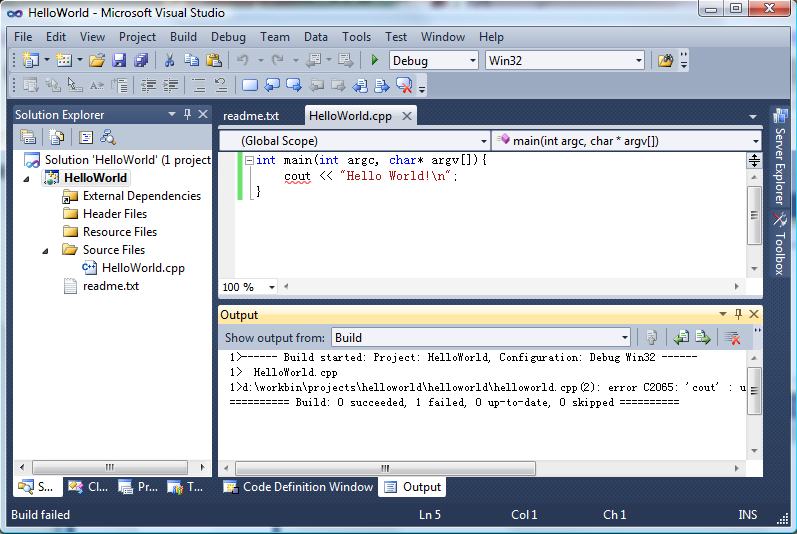 HelloWorld - Microsoft Visual Studio
File Edit View Project Build Debug Team Data Tools Test Window Help
Debug Win32
Solution Explorer
Solution 'HelloWorld' (1 project
HelloWorld
External Dependencies
Header Files
Resource Files
Source Files
HelloWorld.cpp
readme.txt
S... Cl... Pr... T...
readme.txt HelloWorld.cpp
(Global Scope) main(int argc, char * argv[])
int main(int argc, char* argv[]){
cout << "Hello World!\n";
}
100 %
Server Explorer
Toolbox
Output
Show output from: Build
1>------ Build started: Project: HelloWorld, Configuration: Debug Win32 ------
1> HelloWorld.cpp
1>d:\workbin\projects\helloworld\helloworld\helloworld.cpp(2): error C2065: 'cout' : u
========== Build: 0 succeeded, 1 failed, 0 up-to-date, 0 skipped ==========
Code Definition Window Output
Build failed Ln 5 Col 1 Ch 1 INS